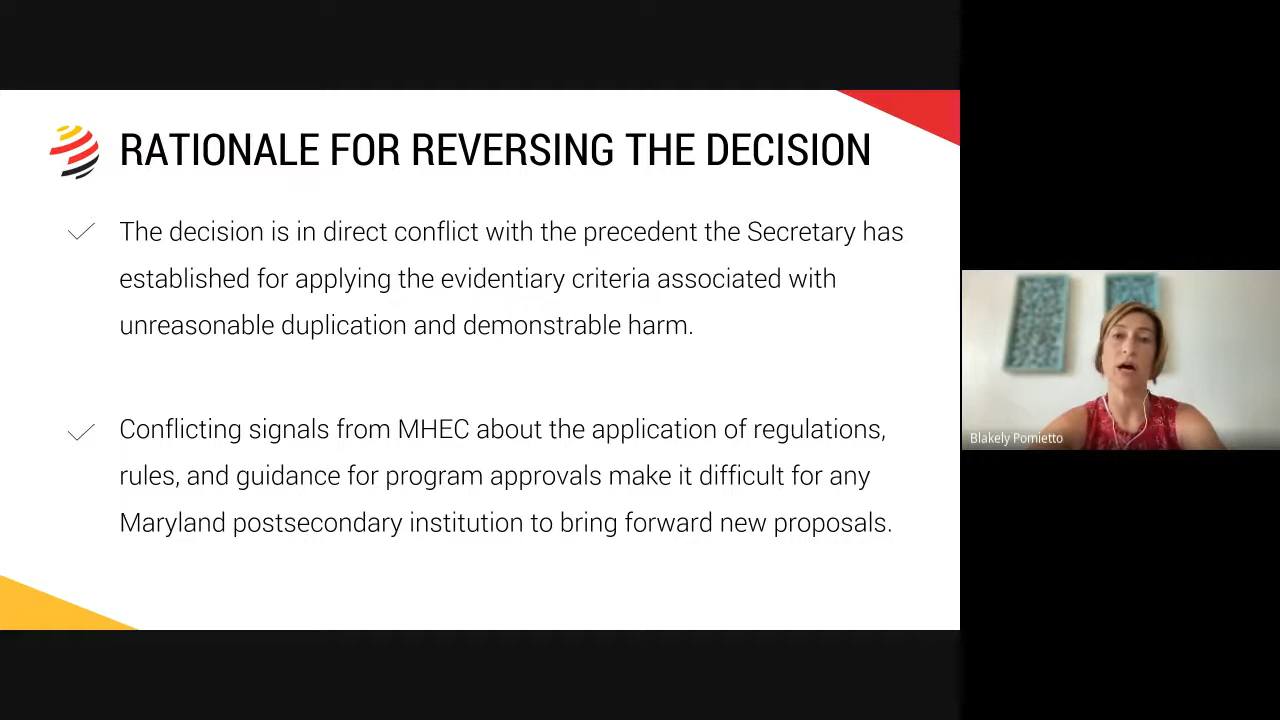 RATIONALE FOR REVERSING THE DECISION
The decision is in direct conflict with the precedent the Secretary has
established for applying the evidentiary criteria associated with
unreasonable duplication and demonstrable harm.
Conflicting signals from MHEC about the application of regulations,
rules, and guidance for program approvals make it difficult for any
Maryland postsecondary institution to bring forward new proposals.
Blakely Pomietto